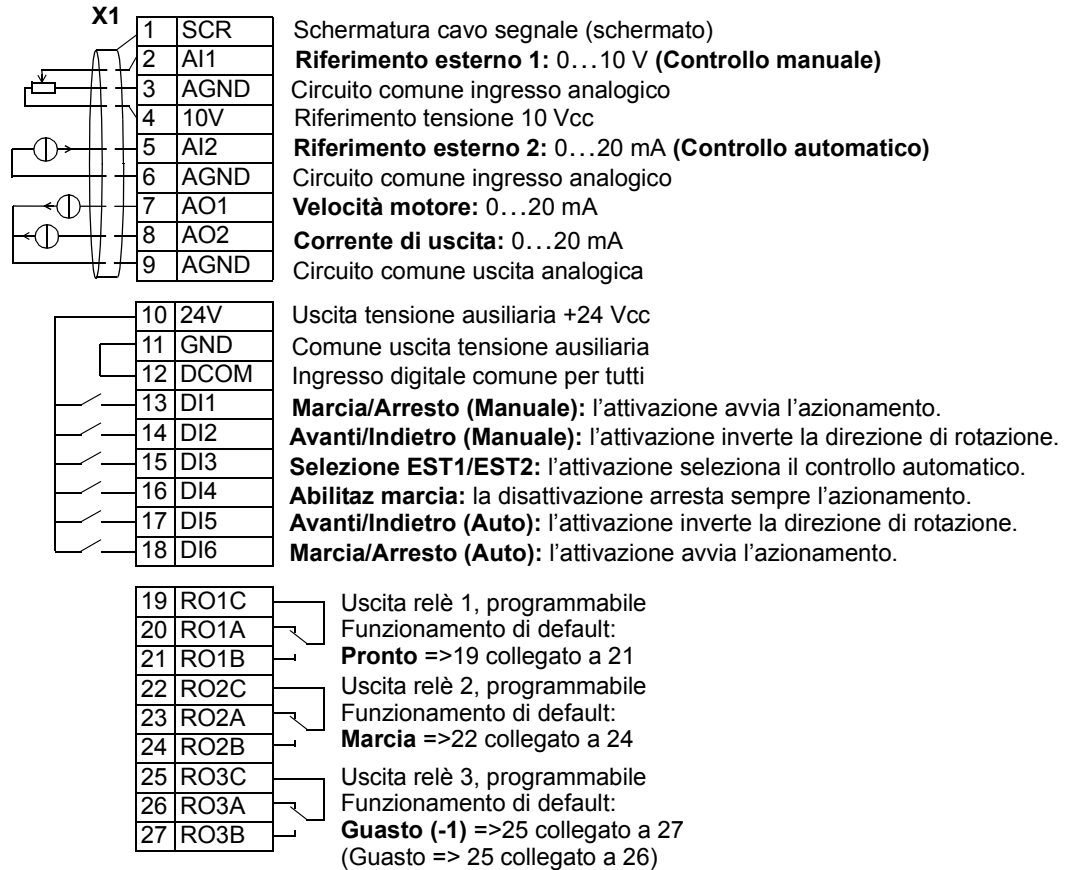 X1
1 SCR Schermatura cavo segnale (schermato)
2 AI1 Riferimento esterno 1: 0…10 V (Controllo manuale)
3 AGND Circuito comune ingresso analogico
4 10V Riferimento tensione 10 Vcc
5 AI2 Riferimento esterno 2: 0…20 mA (Controllo automatico)
6 AGND Circuito comune ingresso analogico
7 AO1 Velocità motore: 0…20 mA
8 AO2 Corrente di uscita: 0…20 mA
9 AGND Circuito comune uscita analogica
10 24V Uscita tensione ausiliaria +24 Vcc
11 GND Comune uscita tensione ausiliaria
12 DCOM Ingresso digitale comune per tutti
13 DI1 Marcia/Arresto (Manuale): l’attivazione avvia l’azionamento.
14 DI2 Avanti/Indietro (Manuale): l’attivazione inverte la direzione di rotazione.
15 DI3 Selezione EST1/EST2: l’attivazione seleziona il controllo automatico.
16 DI4 Abilitaz marcia: la disattivazione arresta sempre l’azionamento.
17 DI5 Avanti/Indietro (Auto): l’attivazione inverte la direzione di rotazione.
18 DI6 Marcia/Arresto (Auto): l’attivazione avvia l’azionamento.
19 RO1C Uscita relè 1, programmabile
20 RO1A Funzionamento di default:
21 RO1B Pronto =>19 collegato a 21
22 RO2C Uscita relè 2, programmabile
23 RO2A Funzionamento di default:
24 RO2B Marcia =>22 collegato a 24
25 RO3C Uscita relè 3, programmabile
26 RO3A Funzionamento di default:
27 RO3B Guasto (-1) =>25 collegato a 27
(Guasto => 25 collegato a 26)